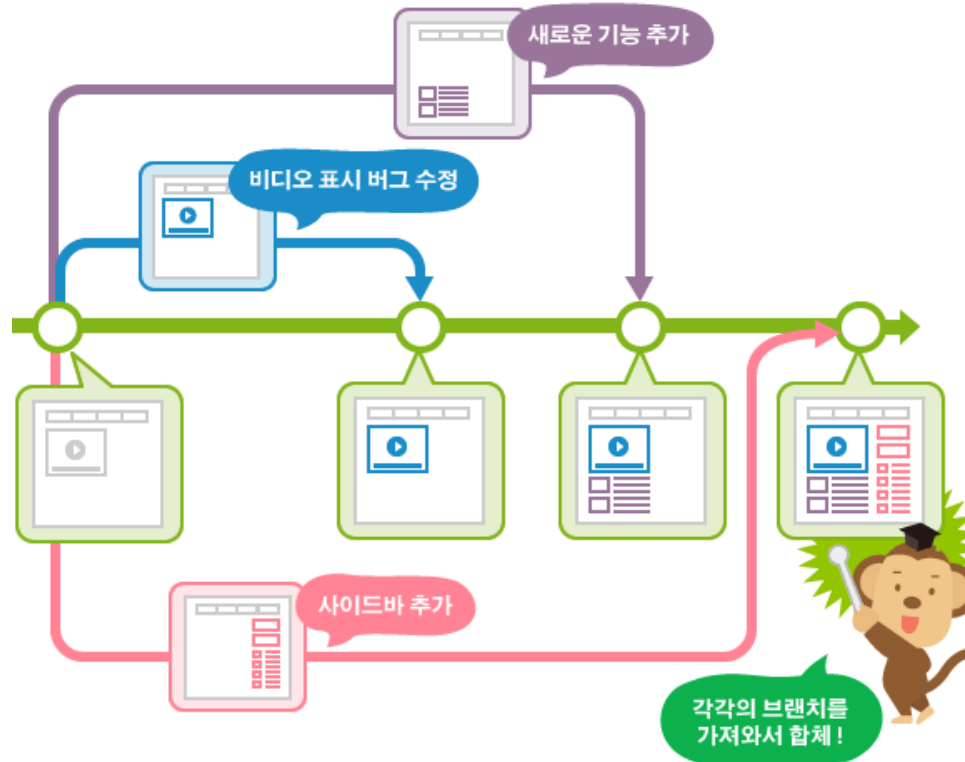 새로운 기능 추가
비디오 표시 버그 수정
사이드바 추가
각각의 브랜치를
가져와서 합체 !